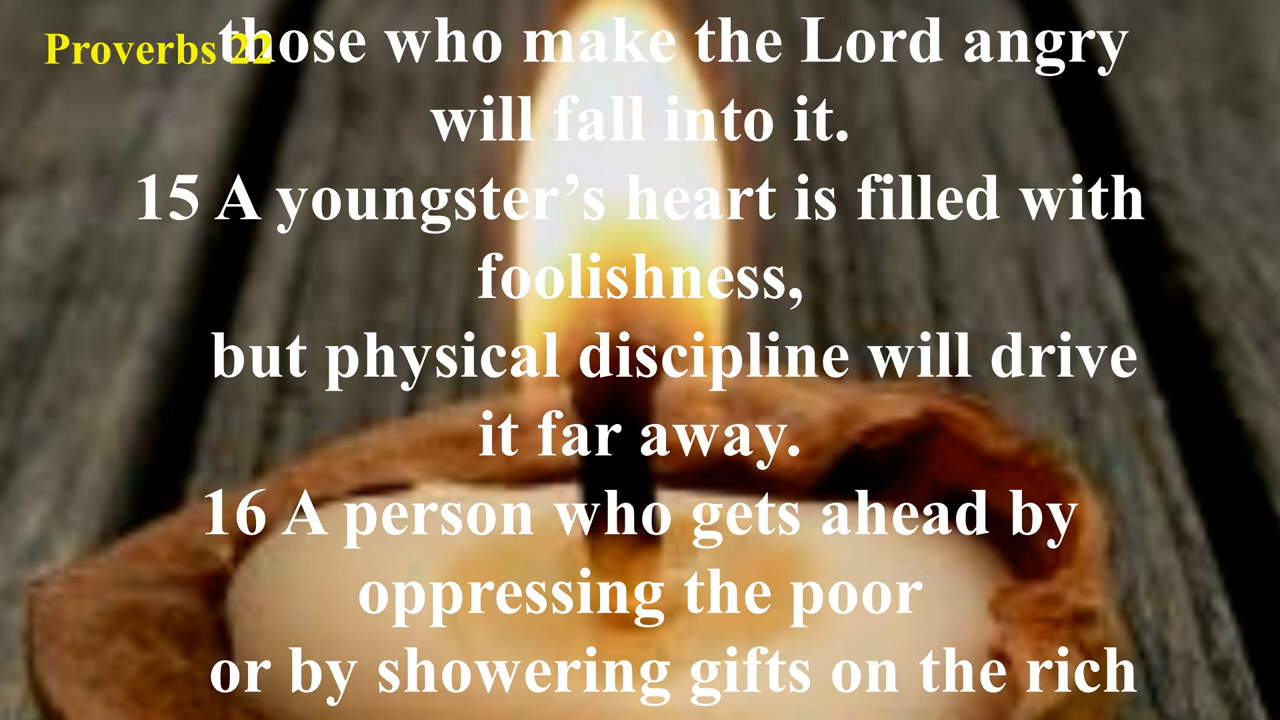 Proverbs 22
those who make the Lord angry
will fall into it.
15 A youngster’s heart is filled with
foolishness,
but physical discipline will drive
it far away.
16 A person who gets ahead by
oppressing the poor
or by showering gifts on the rich